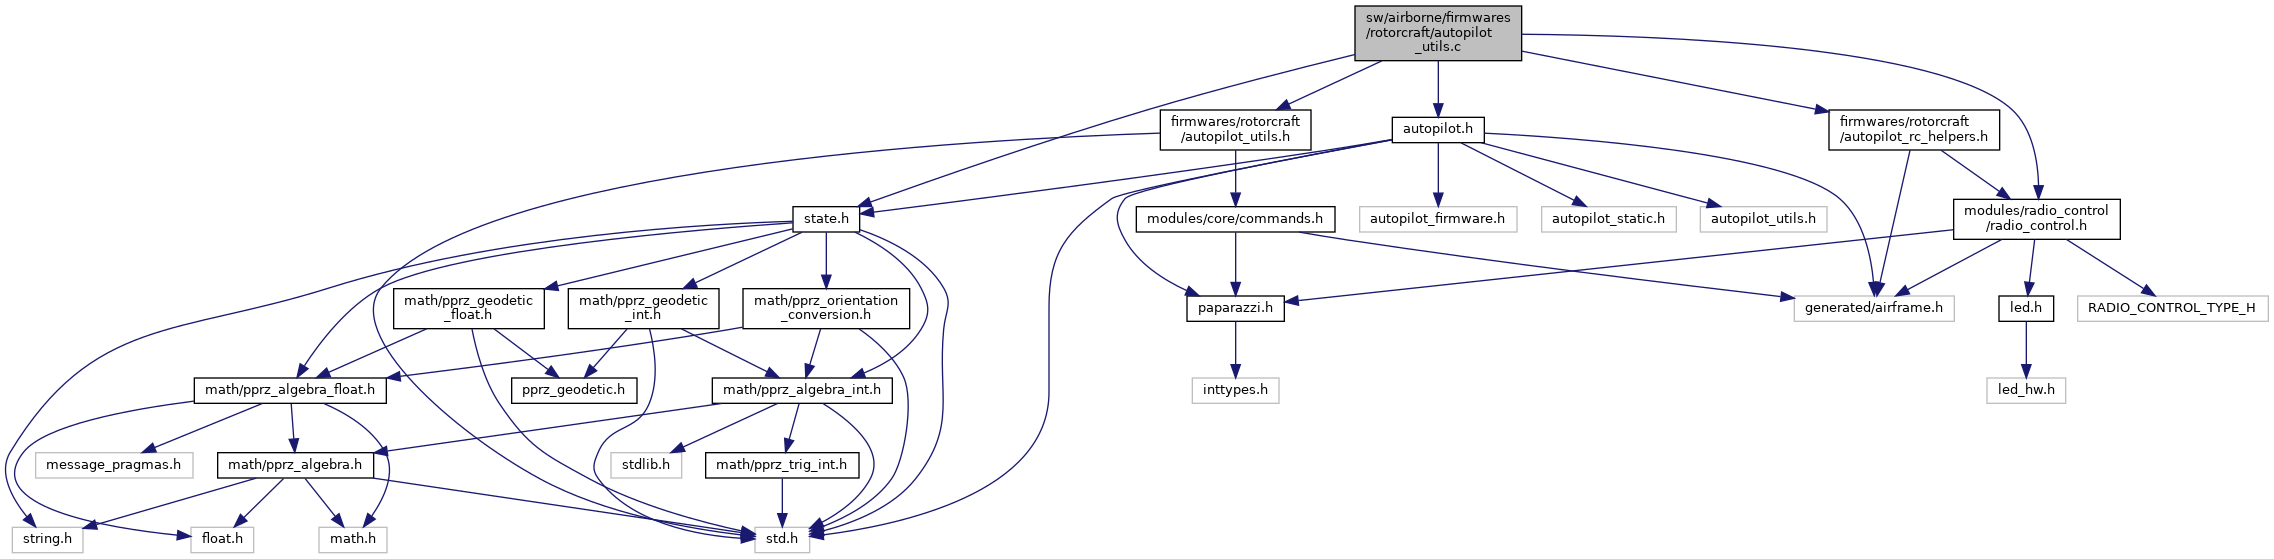 sw/airborne/firmwares
/rotorcraft/autopilot
_utils.c
firmwares/rotorcraft
/autopilot_utils.h
autopilot.h
firmwares/rotorcraft
/autopilot_rc_helpers.h
state.h
modules/core/commands.h
autopilot_firmware.h
autopilot_static.h
autopilot_utils.h
modules/radio_control
/radio_control.h
math/pprz_geodetic
_float.h
math/pprz_geodetic
_int.h
math/pprz_orientation
_conversion.h
paparazzi.h
generated/airframe.h
led.h
RADIO_CONTROL_TYPE_H
math/pprz_algebra_float.h
pprz_geodetic.h
math/pprz_algebra_int.h
inttypes.h
led_hw.h
message_pragmas.h
math/pprz_algebra.h
stdlib.h
math/pprz_trig_int.h
string.h
float.h
math.h
std.h